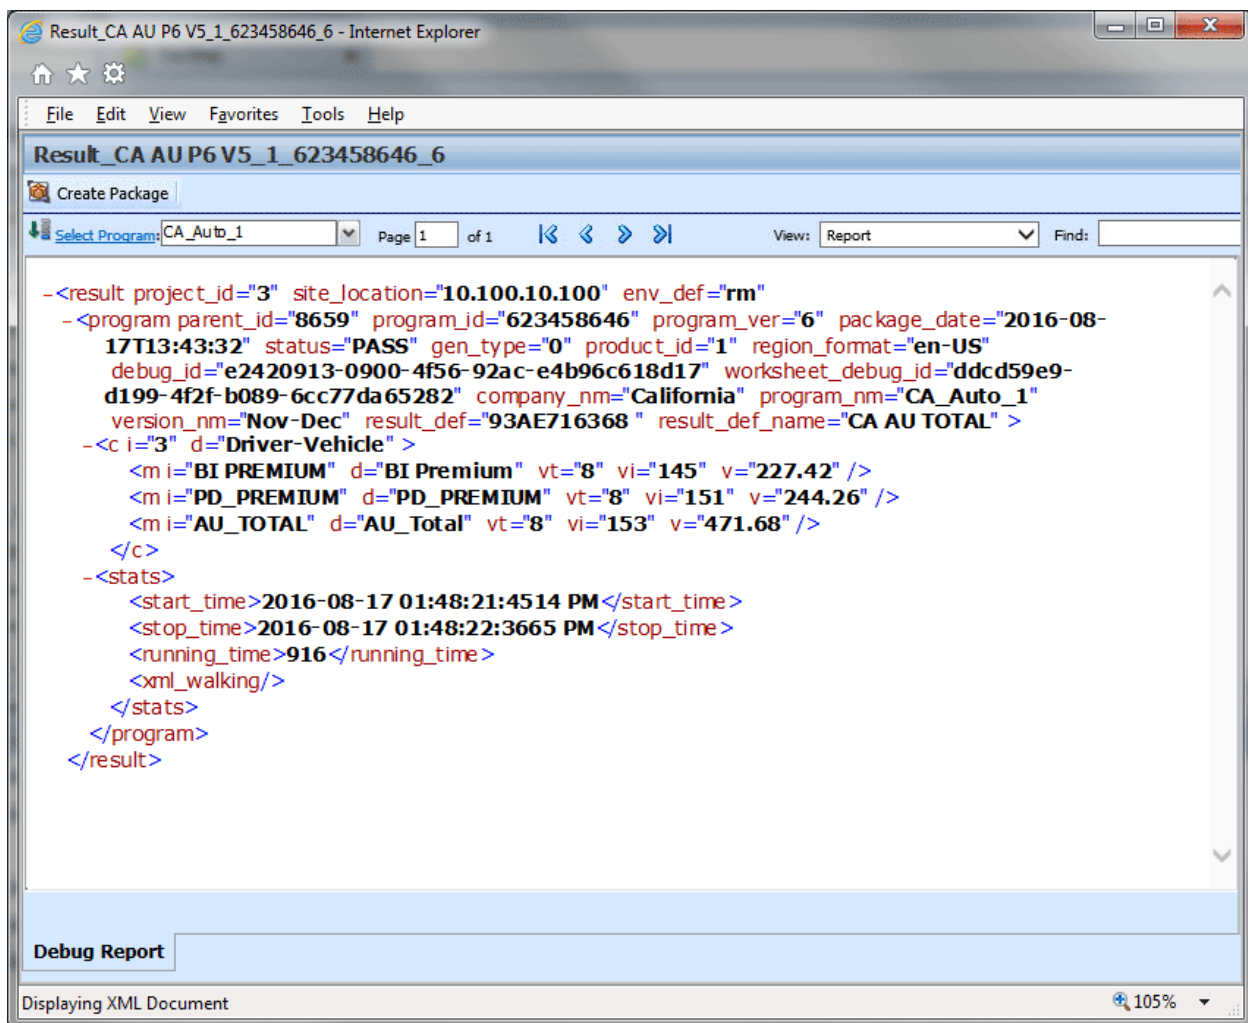 Result_CA AU P6 V5_1_623458646_6 - Internet Explorer
File Edit View Favorites Tools Help
Result_CA AU P6 V5_1_623458646_6
Create Package
Select Program: CA_Auto_1 Page 1 of 1 View: Report Find:
–<result project_id="3" site_location="10.100.10.100" env_def="rm"
–<program parent_id="8659" program_id="623458646" program_ver="6" package_date="2016-08-
17T13:43:32" status="PASS" gen_type="0" product_id="1" region_format="en-US"
debug_id="e2420913-0900-4f56-92ac-e4b96c618d17" worksheet_debug_id="ddcd59e9-
d199-4f2f-b089-6cc77da65282" company_nm="California" program_nm="CA_Auto_1"
version_nm="Nov-Dec" result_def="93AE716368 " result_def_name="CA AU TOTAL" >
–<c i="3" d="Driver-Vehicle" >
<m i="BI PREMIUM" d="BI Premium" vt="8" vi="145" v="227.42" />
<m i="PD_PREMIUM" d="PD_PREMIUM" vt="8" vi="151" v="244.26" />
<m i="AU_TOTAL" d="AU_Total" vt="8" vi="153" v="471.68" />
</c>
–<stats>
<start_time>2016-08-17 01:48:21:4514 PM</start_time>
<stop_time>2016-08-17 01:48:22:3665 PM</stop_time>
<running_time>916</running_time>
<xml_walking/>
</stats>
</program>
</result>
Debug Report
Displaying XML Document 105%